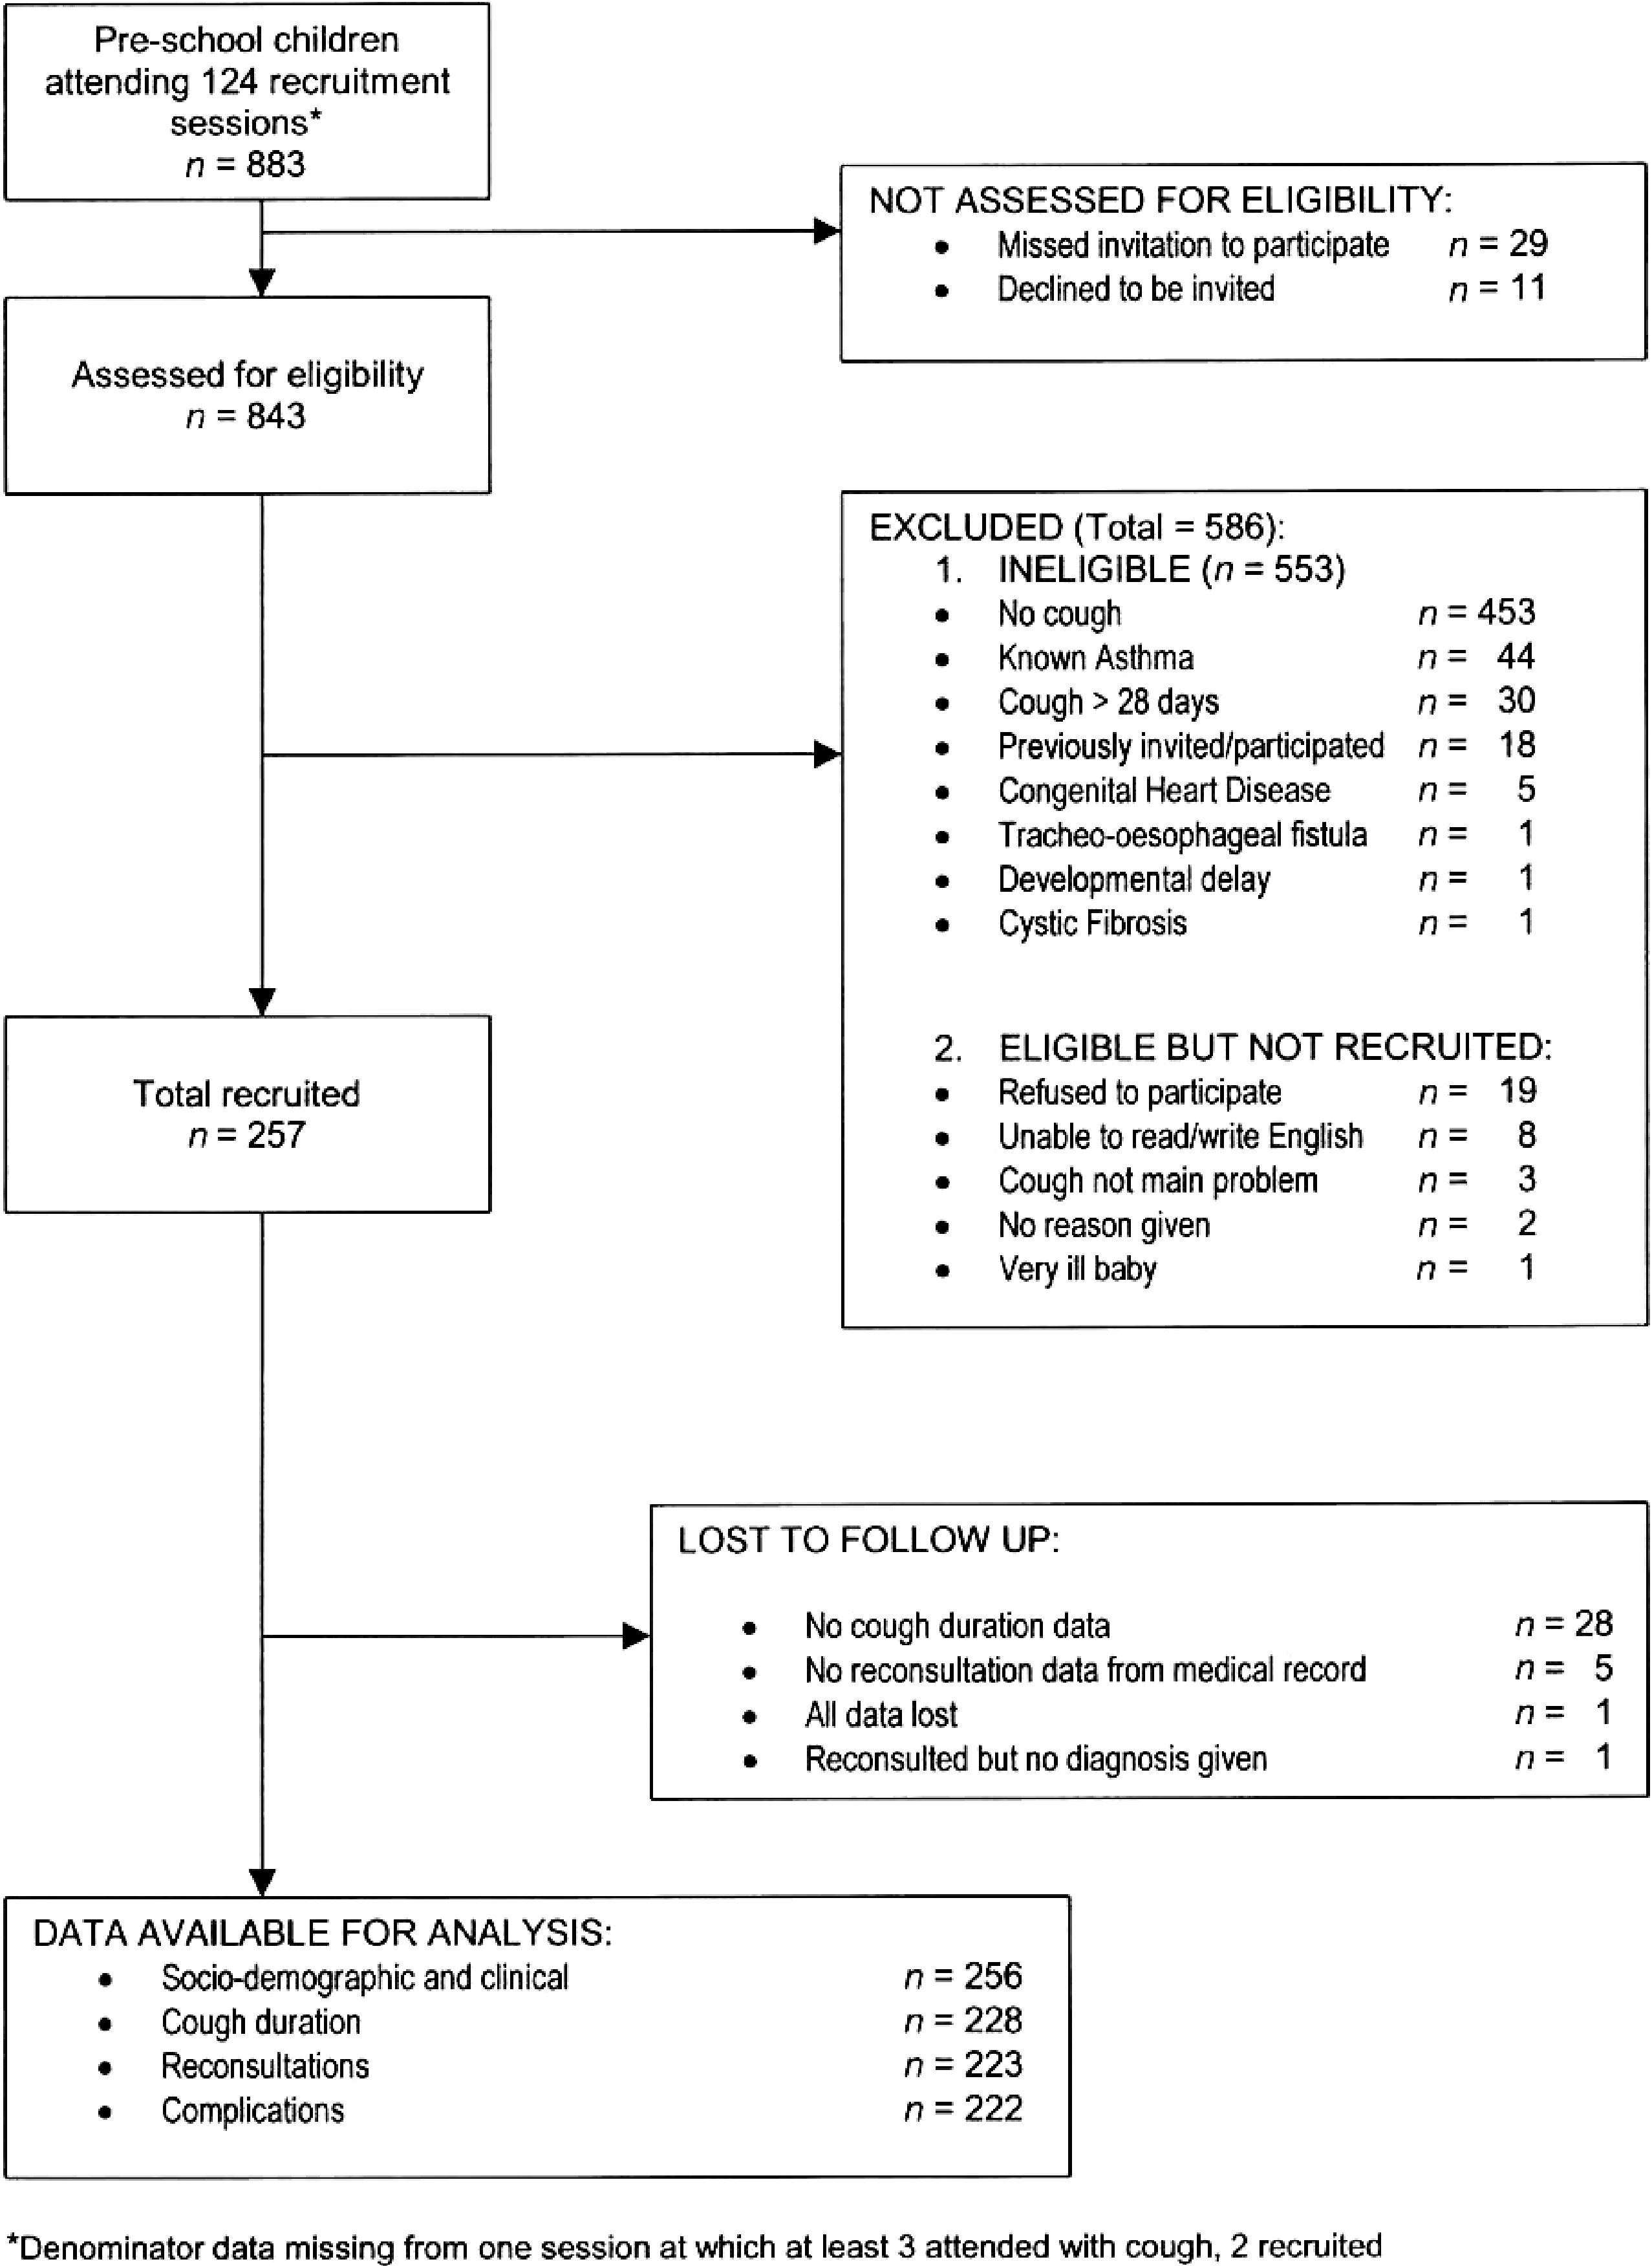 Pre-school children
attending 124 recruitment
sessions*
n = 883
NOT ASSESSED FOR ELIGIBILITY:
• Missed invitation to participate n = 29
• Declined to be invited n = 11
Assessed for eligibility
n = 843
EXCLUDED (Total = 586):
1. INELIGIBLE (n = 553)
• No cough n = 453
• Known Asthma n = 44
• Cough > 28 days n = 30
• Previously invited/participated n = 18
• Congenital Heart Disease n = 5
• Tracheo-oesophageal fistula n = 1
• Developmental delay n = 1
• Cystic Fibrosis n = 1
2. ELIGIBLE BUT NOT RECRUITED:
• Refused to participate n = 19
• Unable to read/write English n = 8
• Cough not main problem n = 3
• No reason given n = 2
• Very ill baby n = 1
Total recruited
n = 257
LOST TO FOLLOW UP:
• No cough duration data n = 28
• No reconsultation data from medical record n = 5
• All data lost n = 1
• Reconsulted but no diagnosis given n = 1
DATA AVAILABLE FOR ANALYSIS:
• Socio-demographic and clinical n = 256
• Cough duration n = 228
• Reconsultations n = 223
• Complications n = 222
*Denominator data missing from one session at which at least 3 attended with cough, 2 recruited